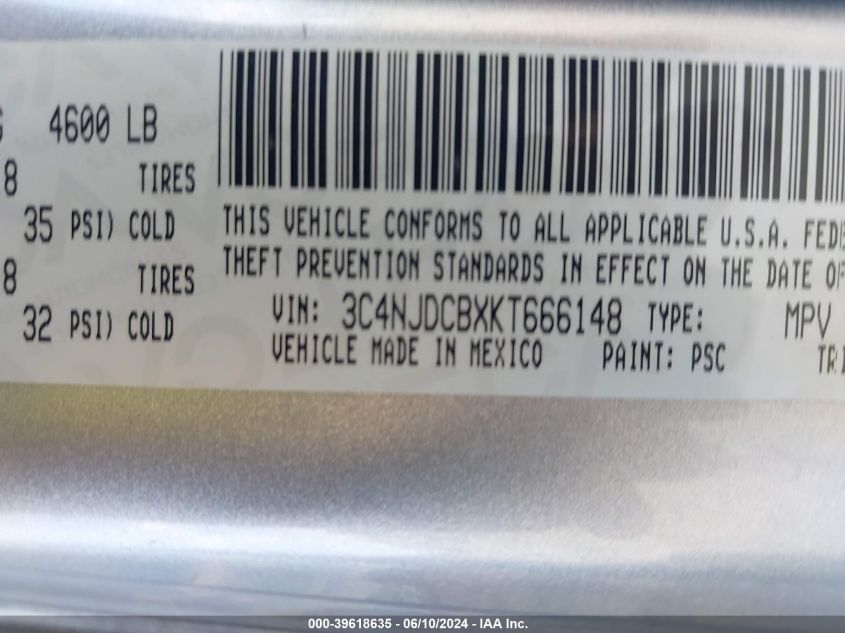 4600 LB
8 TIRES
35 PSI) COLD
8 TIRES
32 PSI) COLD
THIS VEHICLE CONFORMS TO ALL APPLICABLE U.S.A.
THEFT PREVENTION STANDARDS IN EFFECT ON THE DATE OF
VIN: 3C4NJDCBXKT666148 TYPE: MPV
VEHICLE MADE IN MEXICO PAINT: PSC
000-39618635 - 06/10/2024 - IAA Inc.